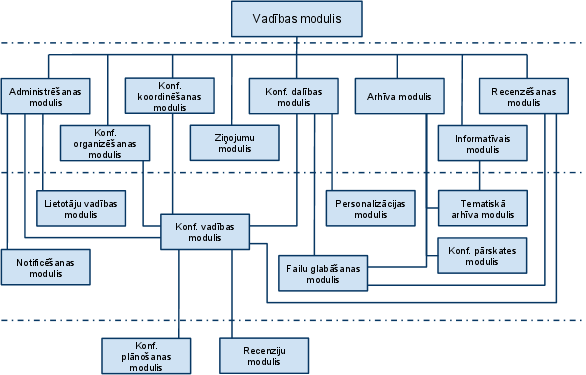 Vadības modulis
Administrēšanas
modulis
Konf.
koordinēšanas
modulis
Konf. dalības
modulis
Arhīva modulis
Recenzēšanas
modulis
Konf.
organizēšanas
modulis
Ziņojumu
modulis
Informatīvais
modulis
Lietotāju vadības
modulis
Konf. vadības
modulis
Personalizācijas
modulis
Tematiskā
arhīva modulis
Notificēšanas
modulis
Failu glabāšanas
modulis
Konf. pārskates
modulis
Konf.
plānošanas
modulis
Recenziju
modulis